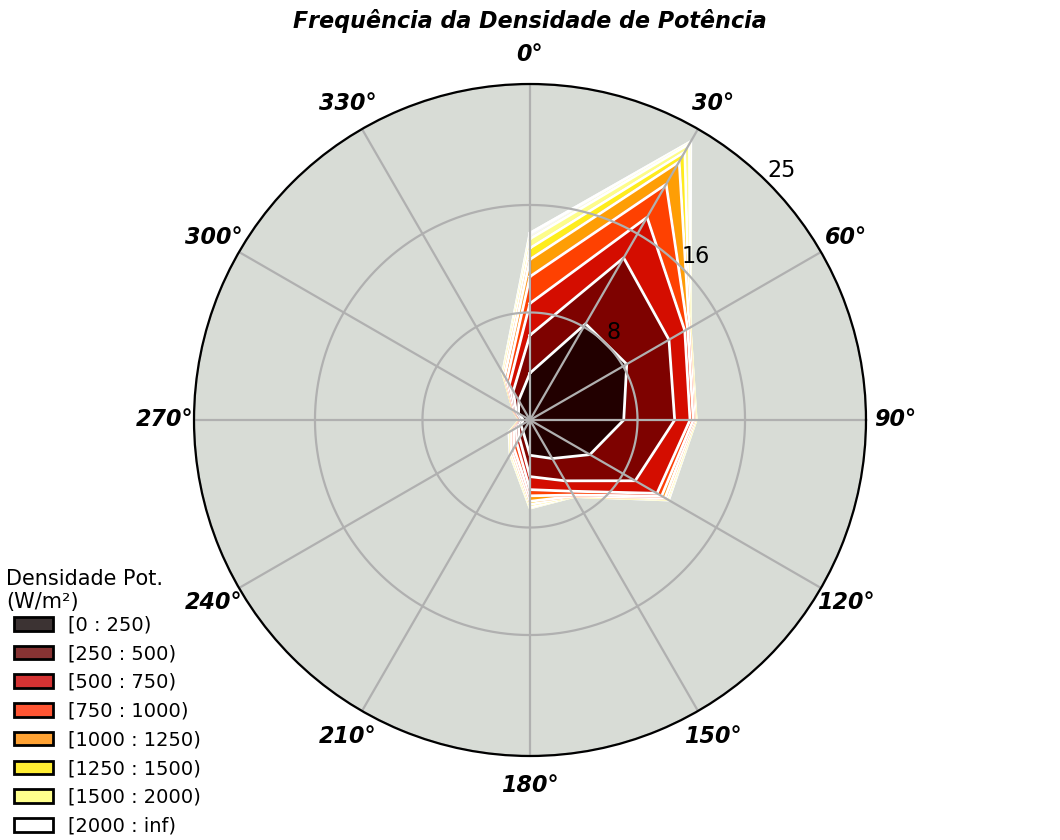 Frequência da Densidade de Potência
0°
330°
30°
25
300°
60°
16
8
270°
90°
Densidade Pot.
(W/m²)
240°
120°
[0 : 250)
[250 : 500)
[500 : 750)
[750 : 1000)
210°
150°
[1000 : 1250)
[1250 : 1500)
180°
[1500 : 2000)
[2000 : inf)